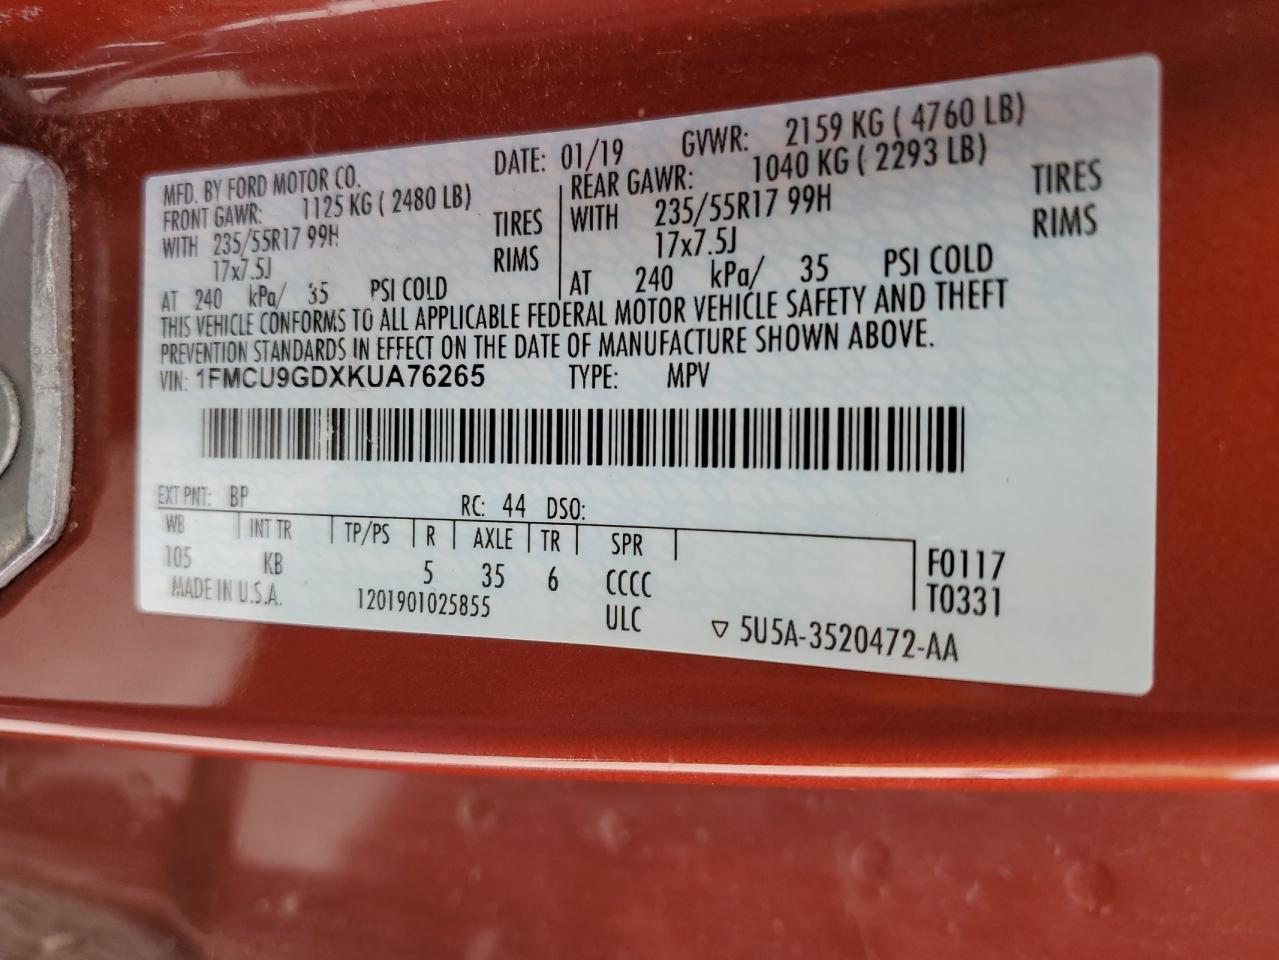 MFD. BY FORD MOTOR CO. DATE: 01/19 GVWR: 2159 KG ( 4760 LB)
FRONT GAWR: 1125 KG ( 2480 LB) REAR GAWR: 1040 KG ( 2293 LB)
WITH 235/55R17 99H TIRES WITH 235/55R17 99H TIRES
17x7.5J RIMS 17x7.5J RIMS
AT 240 kPa/ 35 PSI COLD AT 240 kPa/ 35 PSI COLD
THIS VEHICLE CONFORMS TO ALL APPLICABLE FEDERAL MOTOR VEHICLE SAFETY AND THEFT
PREVENTION STANDARDS IN EFFECT ON THE DATE OF MANUFACTURE SHOWN ABOVE.
VIN: 1FMCU9GDXKUA76265 TYPE: MPV
EXT PNT: BP RC: 44 DSO:
WB INT TR TP/PS R AXLE TR SPR
105 KB 5 35 6 CCCC F0117
MADE IN U.S.A. 1201901025855 ULC T0331
▽ 5U5A-3520472-AA